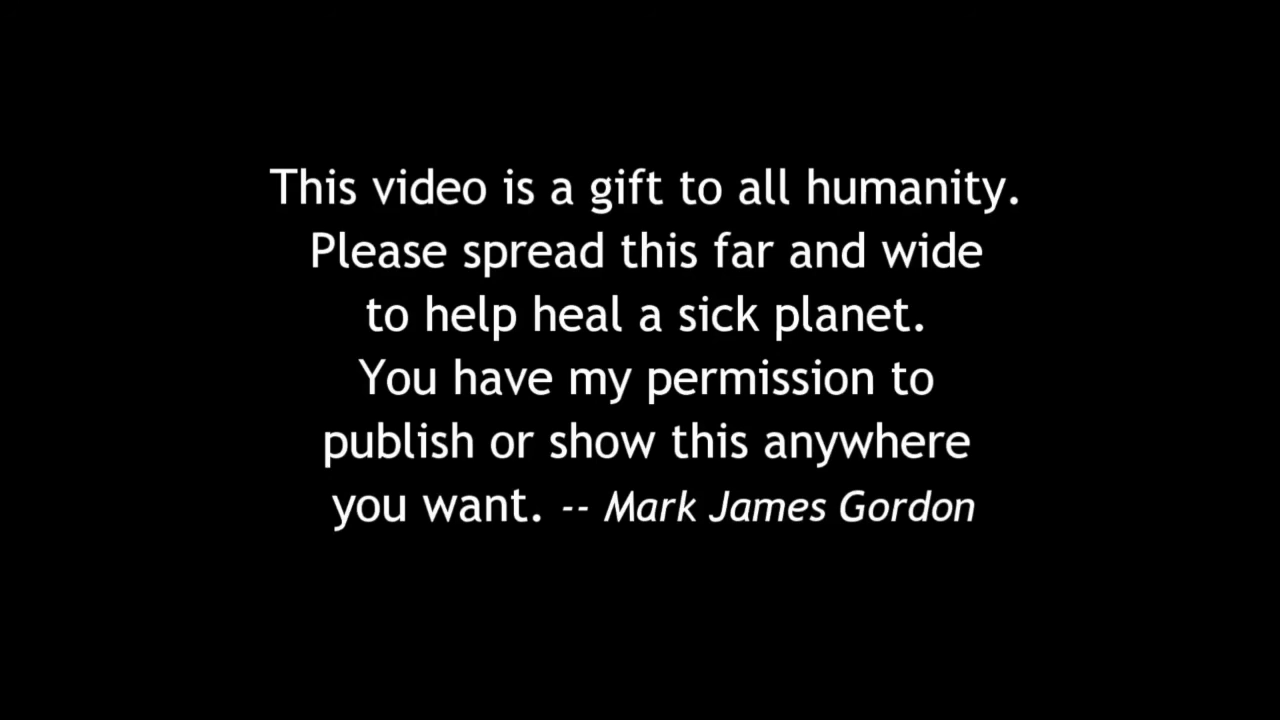 This video is a gift to all humanity.
Please spread this far and wide
to help heal a sick planet.
You have my permission to
publish or show this anywhere
you want. -- Mark James Gordon